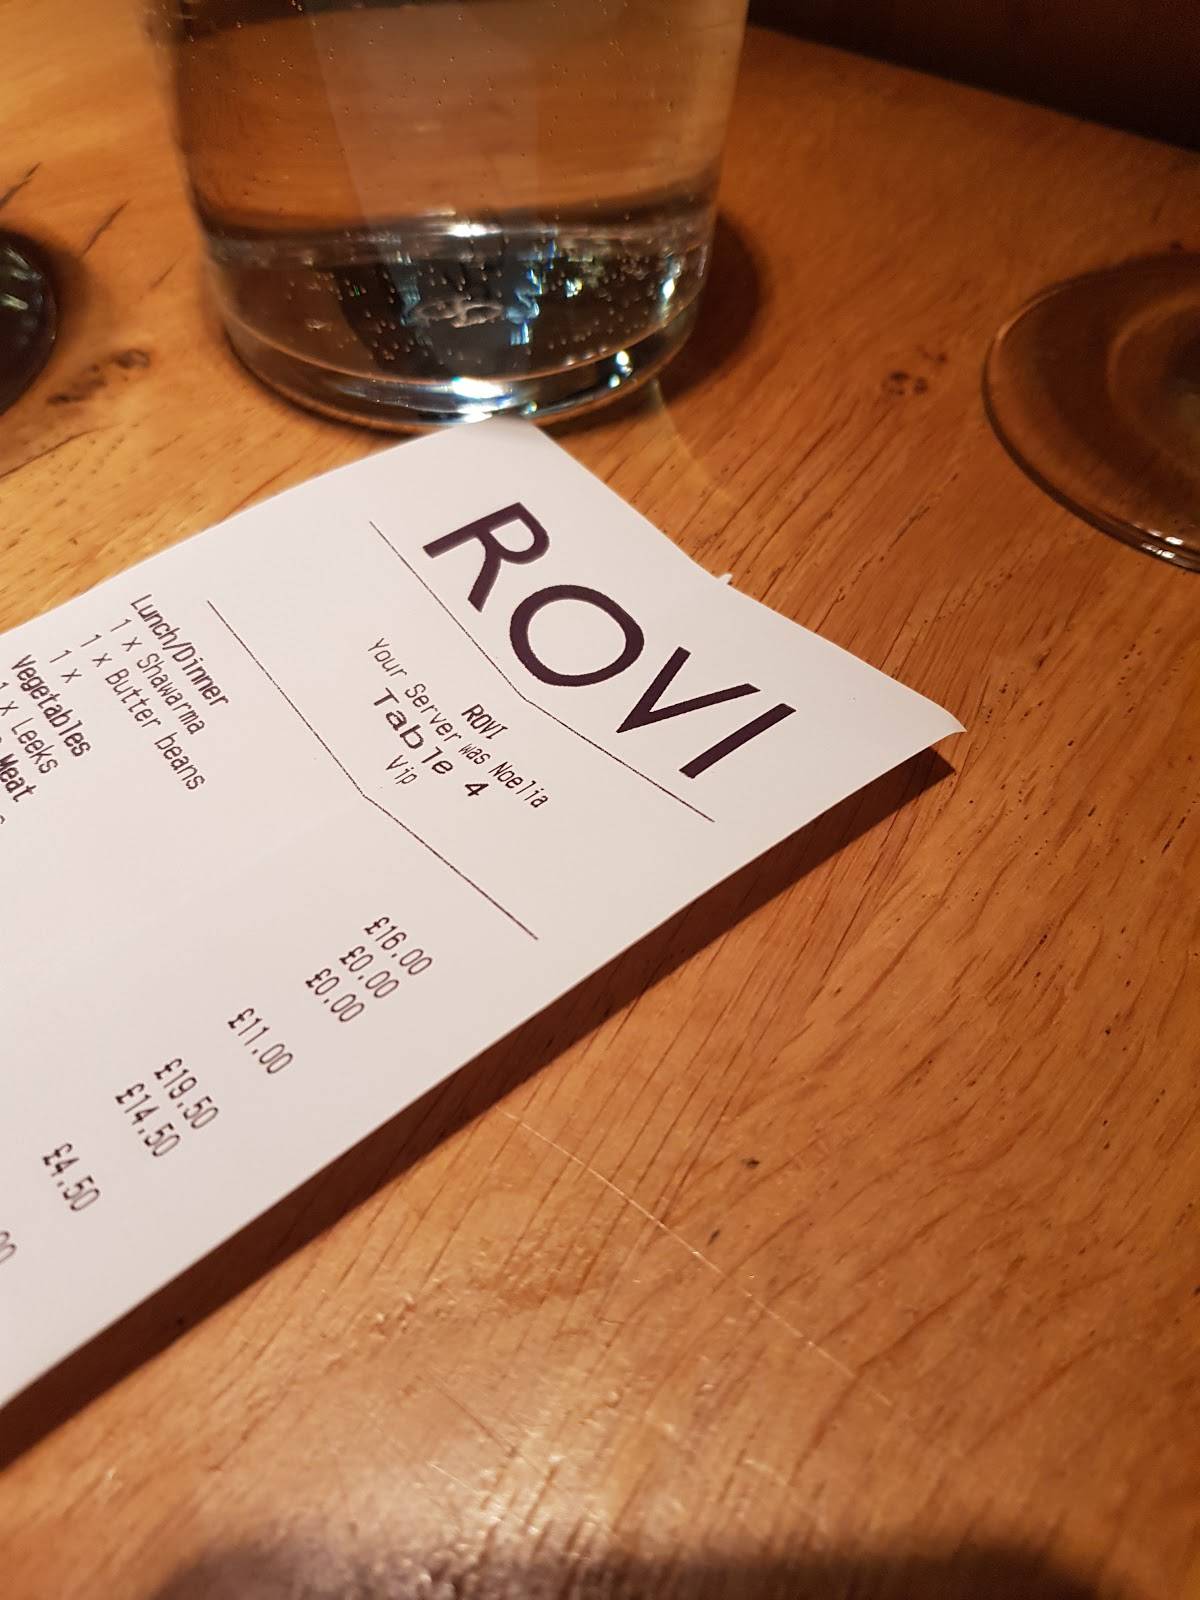 ROVI
ROVI
Your Server was Noelia
Table 4
Vip
Lunch/Dinner
1 x Shawarma £16.00
1 x £0.00
1 x Butter beans £0.00
Vegetables
1 x Leeks £11.00
Meat
£19.50
£14.50
£4.50